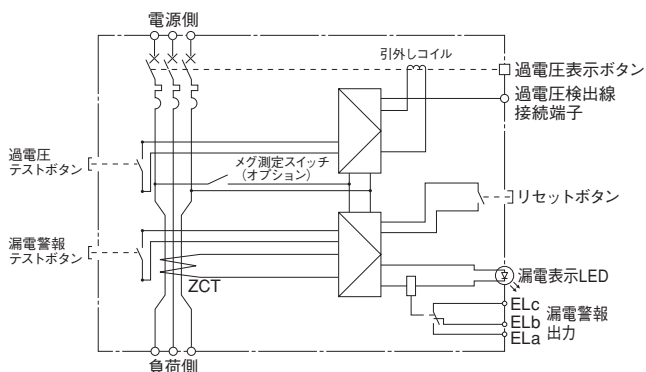 電源側
引外しコイル
過電圧表示ボタン
過電圧検出線
接続端子
過電圧
テストボタン
メグ測定スイッチ
(オプション)
リセットボタン
漏電警報
テストボタン
ZCT
漏電表示LED
ELc
ELb
ELa
漏電警報
出力
負荷側